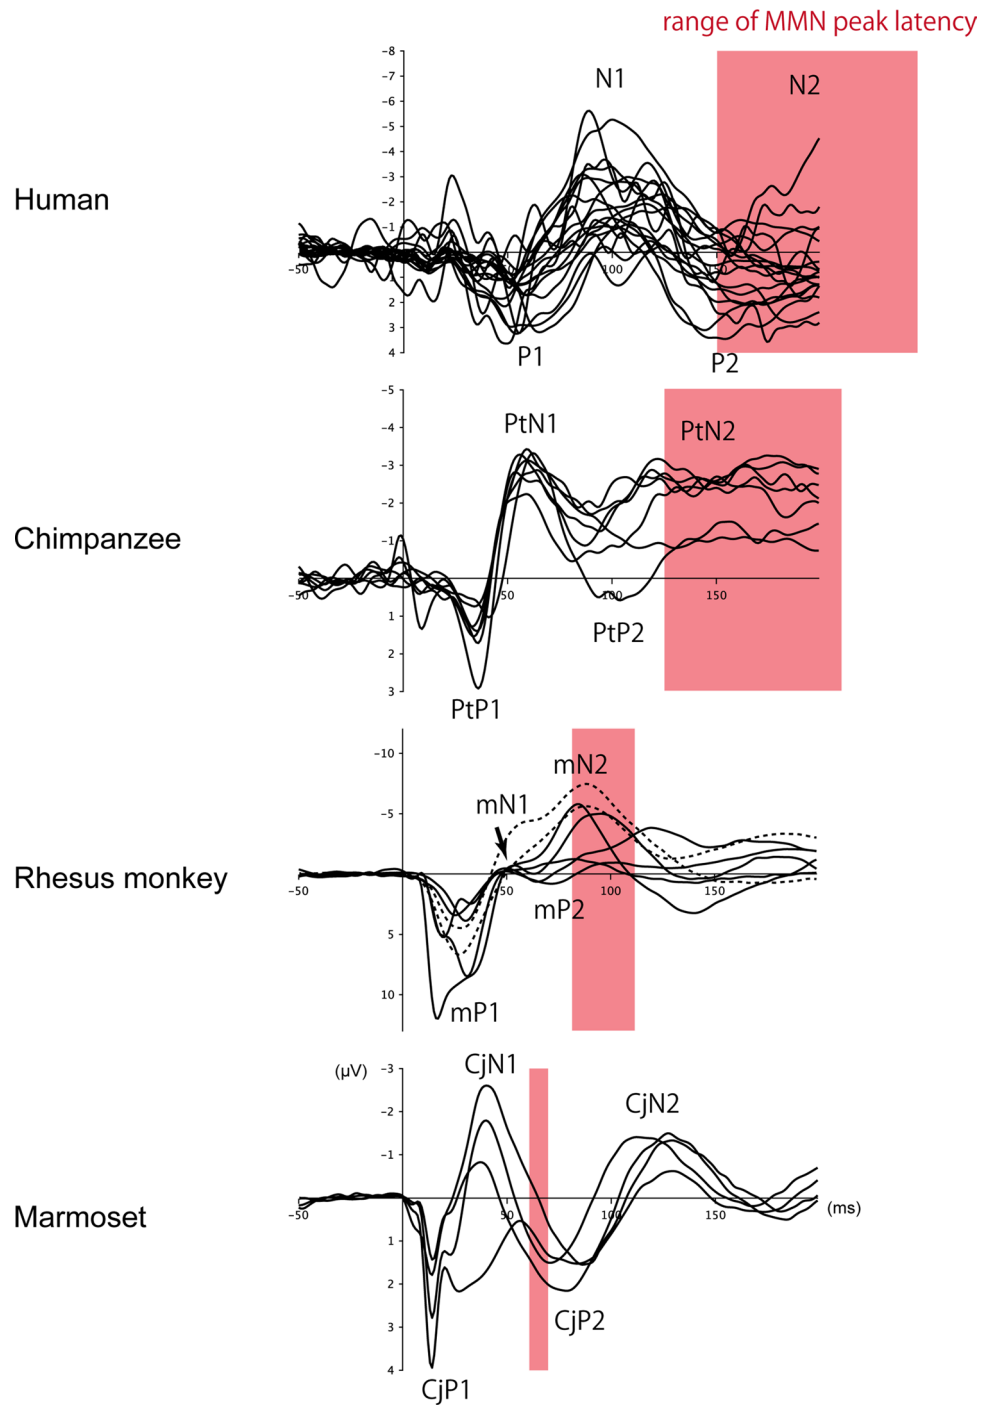 range of MMN peak latency
Human
−8
−7
−6
−5
−4
−3
−2
−1
1
2
3
4
−50
50
100
150
N1
N2
P1
P2
Chimpanzee
−5
−4
−3
−2
−1
1
2
3
−50
50
100
150
PtN1
PtN2
PtP2
PtP1
Rhesus monkey
−10
−5
5
10
−50
50
100
150
mN2
mN1
mP2
mP1
Marmoset
(μV)
−3
−2
−1
1
2
3
4
−50
50
100
150
(ms)
CjN1
CjN2
CjP2
CjP1